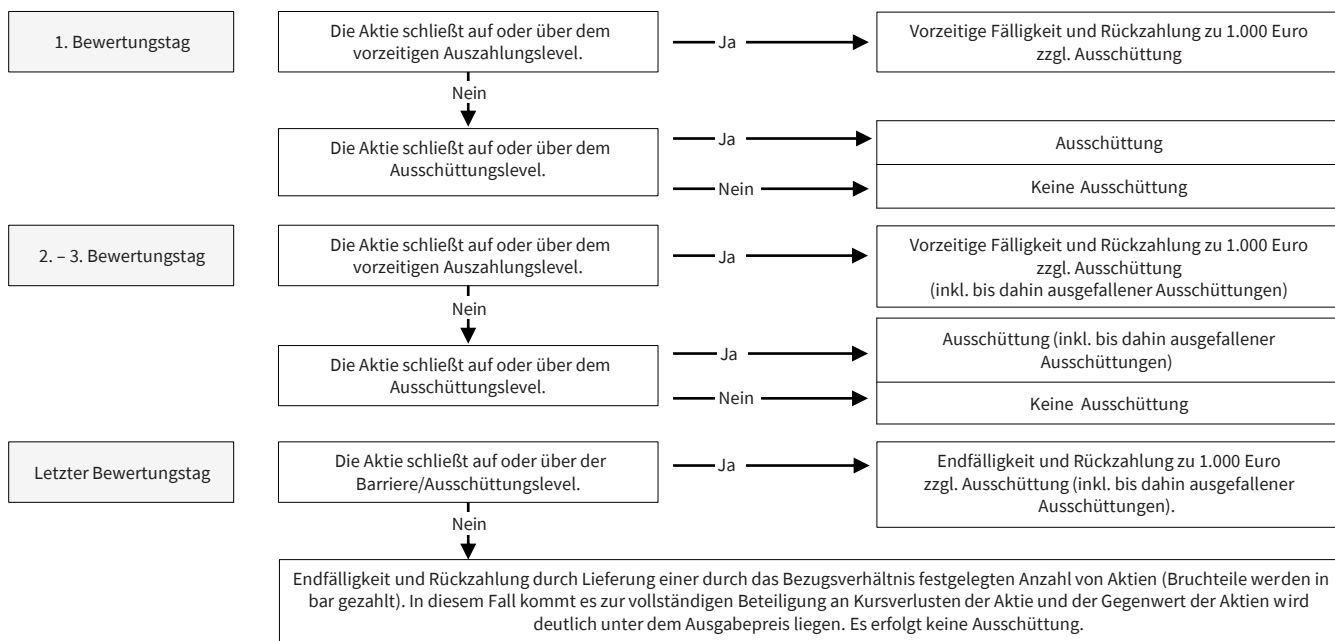 1. Bewertungstag
Die Aktie schließt auf oder über dem
vorzeitigen Auszahlungslevel.
Ja
Vorzeitige Fälligkeit und Rückzahlung zu 1.000 Euro
zzgl. Ausschüttung
Nein
Die Aktie schließt auf oder über dem
Ausschüttungslevel.
Ja
Ausschüttung
Nein
Keine Ausschüttung
2. – 3. Bewertungstag
Die Aktie schließt auf oder über dem
vorzeitigen Auszahlungslevel.
Ja
Vorzeitige Fälligkeit und Rückzahlung zu 1.000 Euro
zzgl. Ausschüttung
(inkl. bis dahin ausgefallener Ausschüttungen)
Nein
Die Aktie schließt auf oder über dem
Ausschüttungslevel.
Ja
Ausschüttung (inkl. bis dahin ausgefallener
Ausschüttungen)
Nein
Keine Ausschüttung
Letzter Bewertungstag
Die Aktie schließt auf oder über der
Barriere/Ausschüttungslevel.
Ja
Endfälligkeit und Rückzahlung zu 1.000 Euro
zzgl. Ausschüttung (inkl. bis dahin ausgefallener
Ausschüttungen).
Nein
Endfälligkeit und Rückzahlung durch Lieferung einer durch das Bezugsverhältnis festgelegten Anzahl von Aktien (Bruchteile werden in
bar gezahlt). In diesem Fall kommt es zur vollständigen Beteiligung an Kursverlusten der Aktie und der Gegenwert der Aktien wird
deutlich unter dem Ausgabepreis liegen. Es erfolgt keine Ausschüttung.